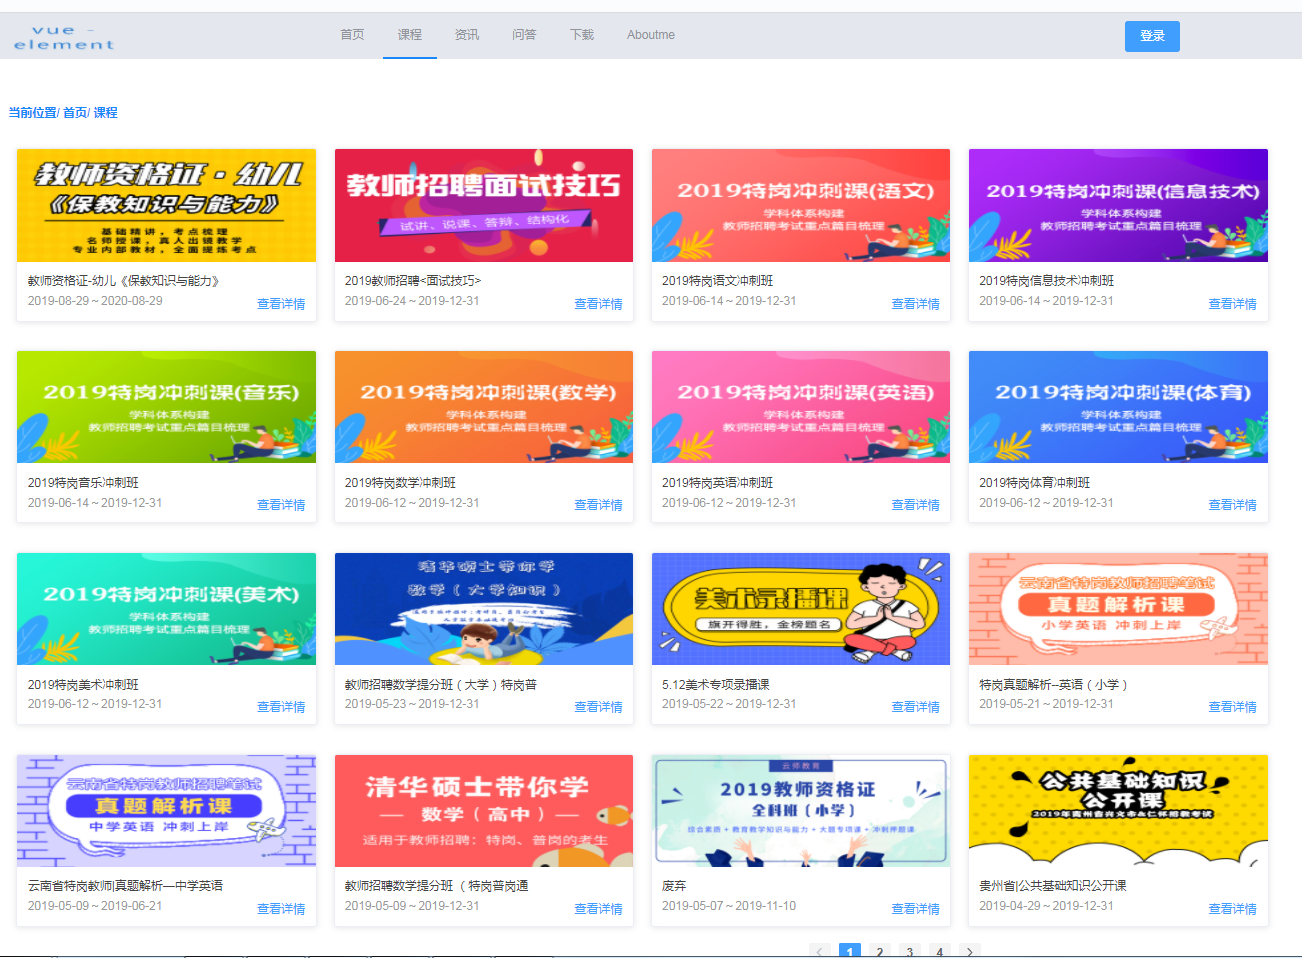 vue -
element
首页 课程 资讯 问答 下载 Aboutme
登录
当前位置/ 首页/ 课程
教师资格证·幼儿
《保教知识与能力》
基础精讲，考点梳理
名师授课，真人出镜教学
专业内部教材，全面提炼考点
教师资格证-幼儿《保教知识与能力》
2019-08-29～2020-08-29
查看详情
教师招聘面试技巧
试讲、说课、答辩、结构化
2019教师招聘<面试技巧>
2019-06-24～2019-12-31
查看详情
2019特岗冲刺课(语文)
学科体系构建
教师招聘考试重点篇目梳理
2019特岗语文冲刺班
2019-06-14～2019-12-31
查看详情
2019特岗冲刺课(信息技术)
学科体系构建
教师招聘考试重点篇目梳理
2019特岗信息技术冲刺班
2019-06-14～2019-12-31
查看详情
2019特岗冲刺课(音乐)
学科体系构建
教师招聘考试重点篇目梳理
2019特岗音乐冲刺班
2019-06-14～2019-12-31
查看详情
2019特岗冲刺课(数学)
学科体系构建
教师招聘考试重点篇目梳理
2019特岗数学冲刺班
2019-06-12～2019-12-31
查看详情
2019特岗冲刺课(英语)
学科体系构建
教师招聘考试重点篇目梳理
2019特岗英语冲刺班
2019-06-12～2019-12-31
查看详情
2019特岗冲刺课(体育)
学科体系构建
教师招聘考试重点篇目梳理
2019特岗体育冲刺班
2019-06-12～2019-12-31
查看详情
2019特岗冲刺课(美术)
学科体系构建
教师招聘考试重点篇目梳理
2019特岗美术冲刺班
2019-06-12～2019-12-31
查看详情
清华硕士带你学
数学（大学知识）
教师招聘数学提分班（大学）特岗普
2019-05-23～2019-12-31
查看详情
美术录播课
旗开得胜，金榜题名
5.12美术专项录播课
2019-05-22～2019-12-31
查看详情
云南省特岗教师招聘笔试
真题解析课
小学英语 冲刺上岸
特岗真题解析--英语（小学）
2019-05-21～2019-12-31
查看详情
云南省特岗教师招聘笔试
真题解析课
中学英语 冲刺上岸
云南省特岗教师|真题解析—中学英语
2019-05-09～2019-06-21
查看详情
清华硕士带你学
数学（高中）
适用于教师招聘：特岗、普岗的考生
教师招聘数学提分班 （特岗普岗通
2019-05-09～2019-12-31
查看详情
云师教育
2019教师资格证
全科班（小学）
综合素质 + 教育教学知识与能力 + 大题专项课 + 冲刺押题课
废弃
2019-05-07～2019-11-10
查看详情
公共基础知识
公开课
贵州省|公共基础知识公开课
2019-04-29～2019-12-31
查看详情
< 1 2 3 4 >